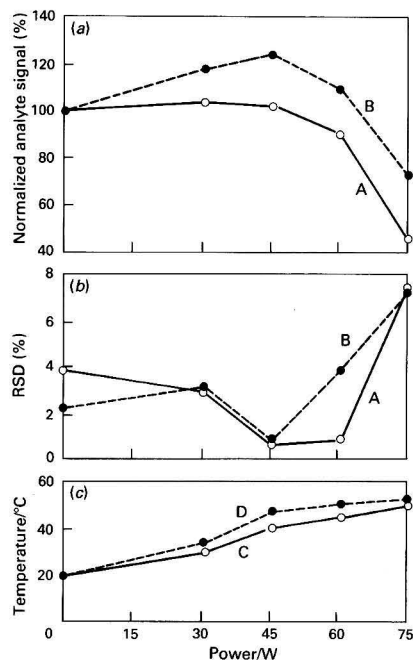 Normalized analyte signal (%)
140
120
100
80
60
40
(a)
B
A
RSD (%)
8
6
4
2
0
(b)
B
A
Temperature/°C
60
40
20
0
(c)
D
C
0
15
30
45
60
75
Power/W